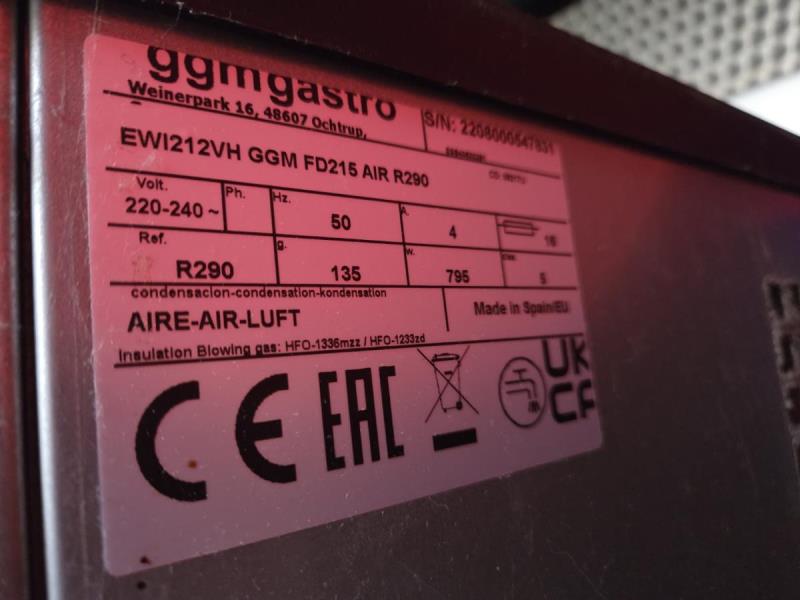 ggmgastro
Weinerpark 16, 48607 Ochtrup,
S/N: 2208000547831
EWI212VH GGM FD215 AIR R290
Volt. Ph. Hz. A.
220-240 ~ 50 4 16
Ref. g. w.
R290 135 795 5
condensacion-condensation-kondensation
AIRE-AIR-LUFT
Made in Spain/EU
Insulation Blowing gas: HFO-1336mzz / HFO-1233zd
CE EAC
UK
CA